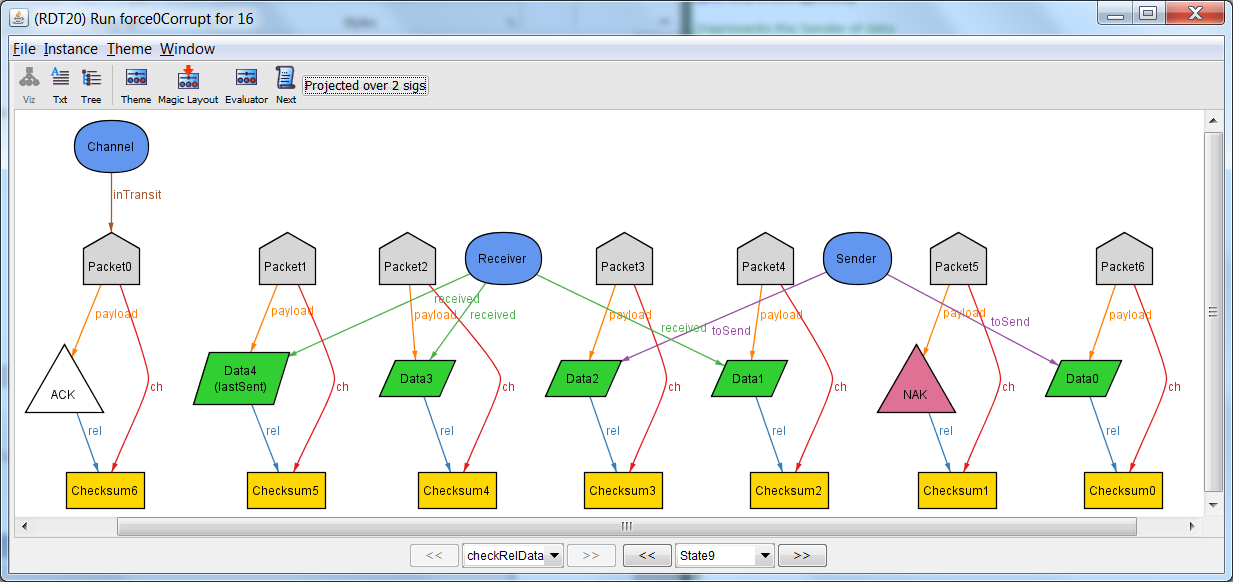 (RDT20) Run force0Corrupt for 16
File Instance Theme Window
Viz Txt Tree Theme Magic Layout Evaluator Next Projected over 2 sigs
Channel
inTransit
Packet0 Packet1 Packet2 Receiver Packet3 Packet4 Sender Packet5 Packet6
received
payload payload payload received payload payload payload toSend payload
received toSend
ACK ch Data4 ch Data3 ch Data2 ch Data1 ch NAK ch Data0 ch
(lastSent)
rel rel rel rel rel rel rel
Checksum6 Checksum5 Checksum4 Checksum3 Checksum2 Checksum1 Checksum0
<< checkRelData >> << State9 >>